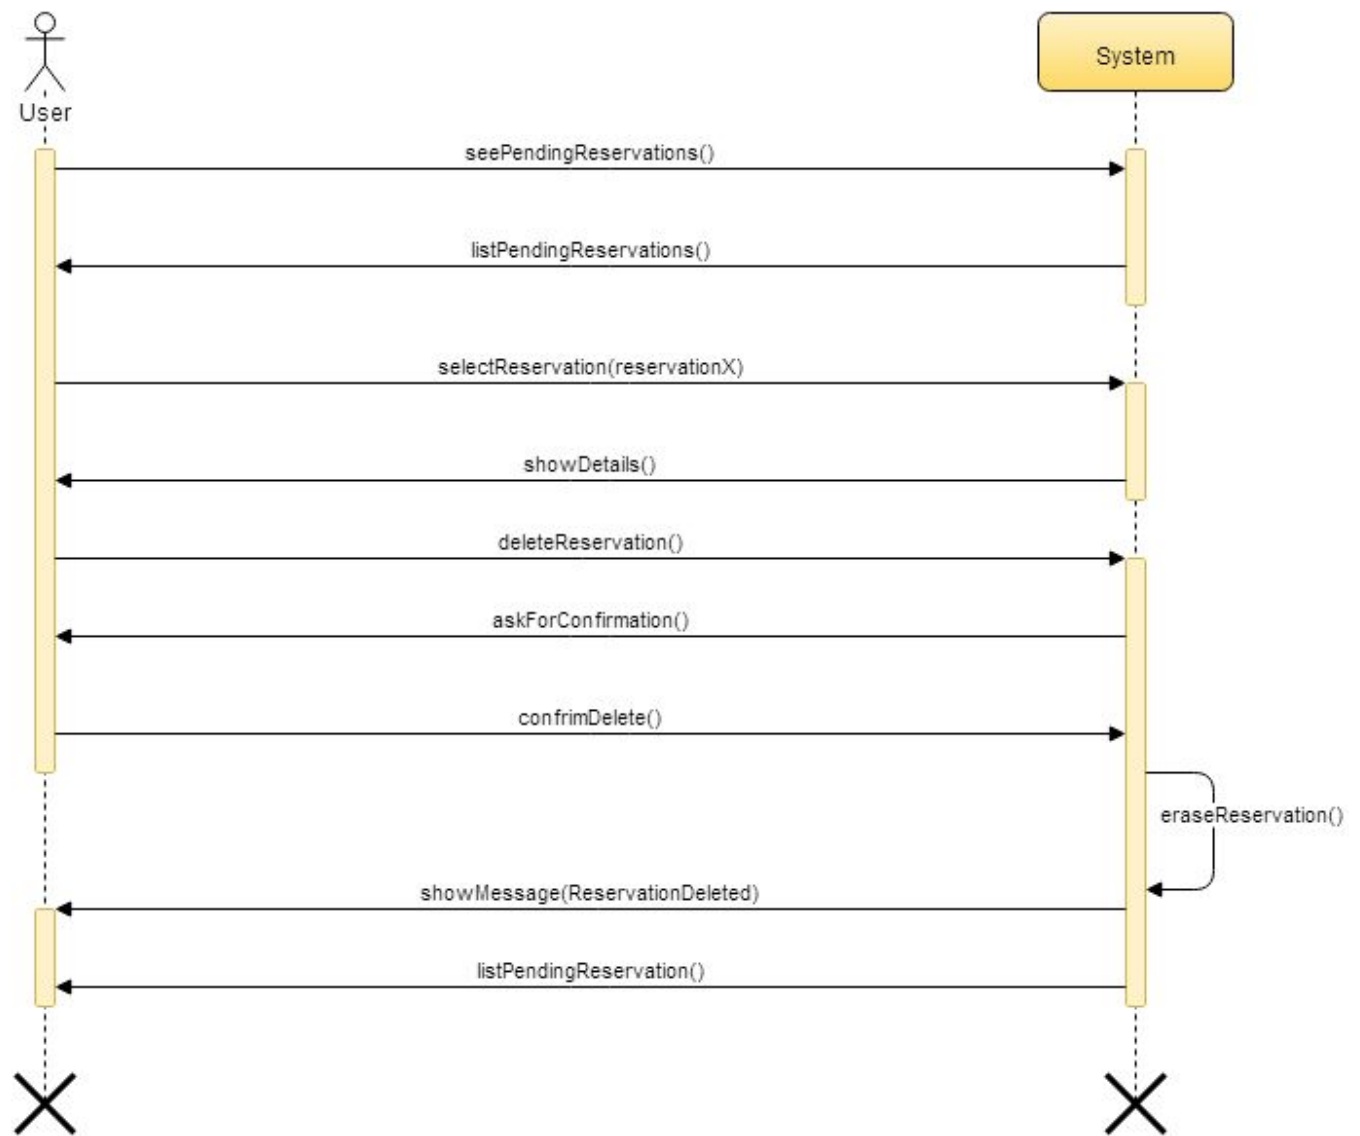 System
User
seePendingReservations()
listPendingReservations()
selectReservation(reservationX)
showDetails()
deleteReservation()
askForConfirmation()
confrimDelete()
eraseReservation()
showMessage(ReservationDeleted)
listPendingReservation()